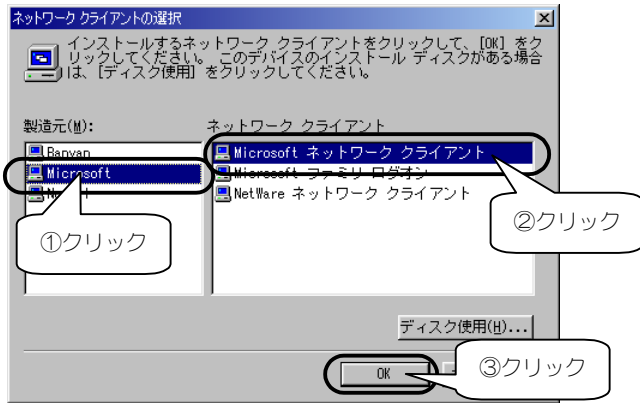 ネットワーク クライアントの選択
インストールするネットワーク クライアントをクリックして、[OK] をク
リックしてください。 このデバイスのインストール ディスクがある場合
は、[ディスク使用] をクリックしてください。
製造元(M):
ネットワーク クライアント
Banyan
Microsoft
Microsoft ネットワーク クライアント
Microsoft ファミリ ログオン
NetWare ネットワーク クライアント
①クリック
②クリック
ディスク使用(H)...
OK
③クリック